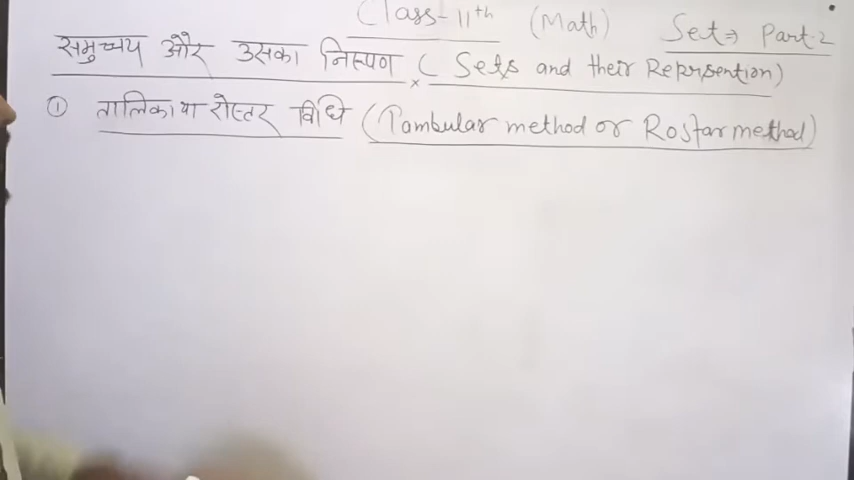 Class-11th (Math) Set⇒ Part-2
समुच्चय और उसका निरूपण (Sets and their Reprsention)
① तालिका या रोस्तर विधि (Tambular method or Rostar method)